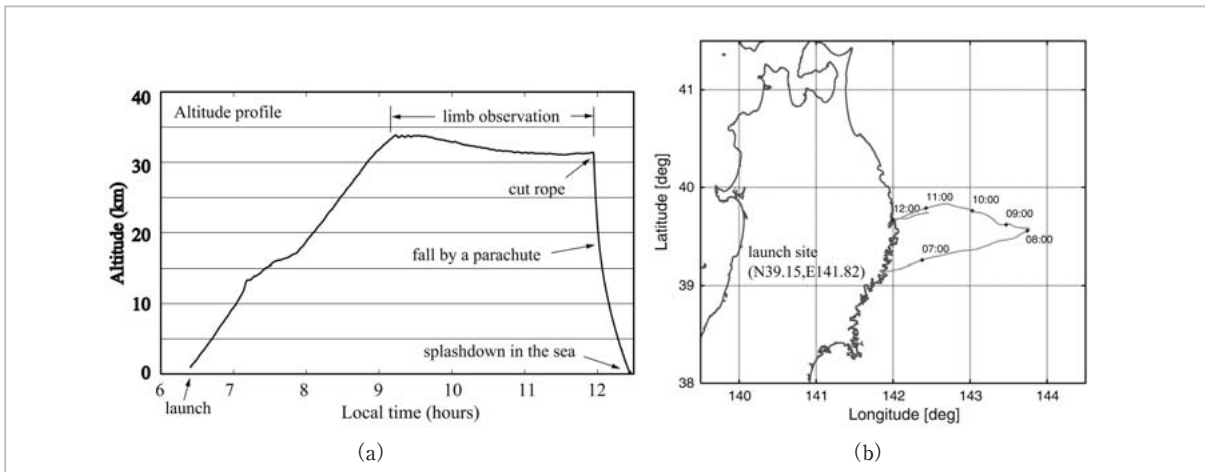 Altitude profile
limb observation
cut rope
fall by a parachute
splashdown in the sea
launch
Altitude (km)
40
30
20
10
0
6 7 8 9 10 11 12
Local time (hours)
(a)
Latitude [deg]
41
40
39
38
12:00
11:00
10:00
09:00
08:00
07:00
launch site
(N39.15,E141.82)
140 141 142 143 144
Longitude [deg]
(b)